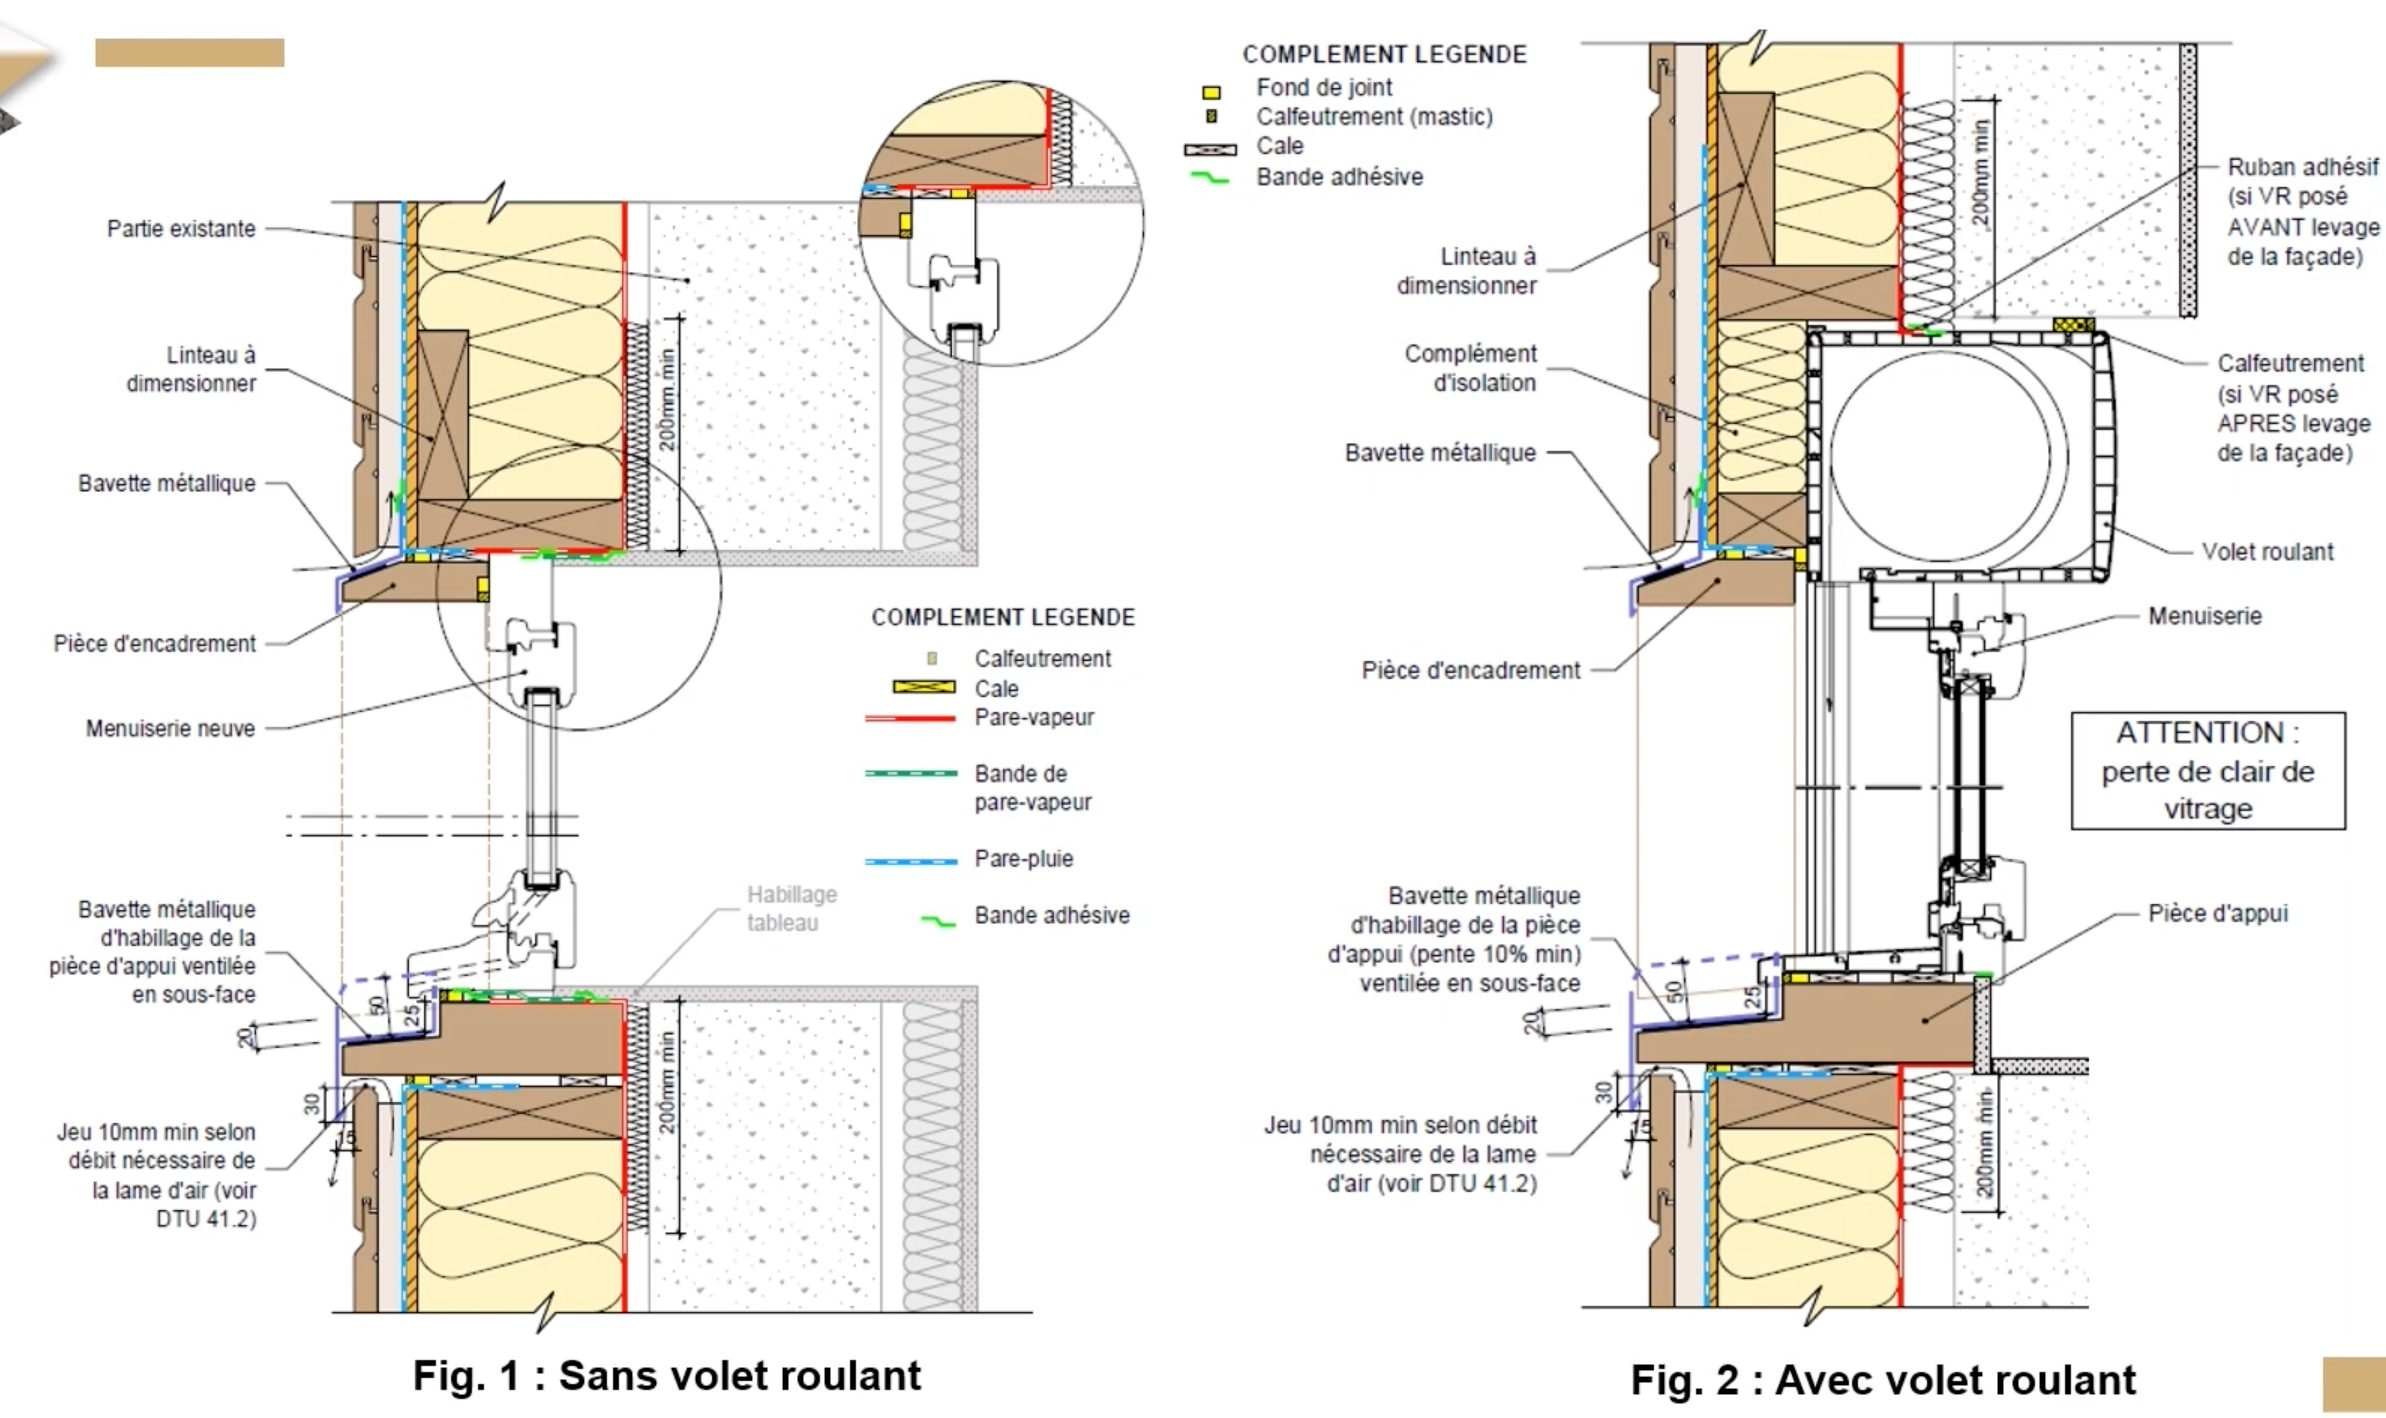 Partie existante
Linteau à
dimensionner
200mm min
Bavette métallique
Pièce d'encadrement
Menuiserie neuve
COMPLEMENT LEGENDE
Calfeutrement
Cale
Pare-vapeur
Bande de
pare-vapeur
Pare-pluie
Bande adhésive
Habillage
tableau
Bavette métallique
d'habillage de la
pièce d'appui ventilée
en sous-face
50
25
20
30
15
200mm min
Jeu 10mm min selon
débit nécessaire de
la lame d'air (voir
DTU 41.2)
Fig. 1 : Sans volet roulant
COMPLEMENT LEGENDE
Fond de joint
Calfeutrement (mastic)
Cale
Bande adhésive
200mm min
Ruban adhésif
(si VR posé
AVANT levage
de la façade)
Linteau à
dimensionner
Complément
d'isolation
Calfeutrement
(si VR posé
APRES levage
de la façade)
Bavette métallique
Volet roulant
Menuiserie
Pièce d'encadrement
ATTENTION :
perte de clair de
vitrage
Bavette métallique
d'habillage de la pièce
d'appui (pente 10% min)
ventilée en sous-face
Pièce d'appui
50
25
20
30
15
200mm min
Jeu 10mm min selon débit
nécessaire de la lame
d'air (voir DTU 41.2)
Fig. 2 : Avec volet roulant